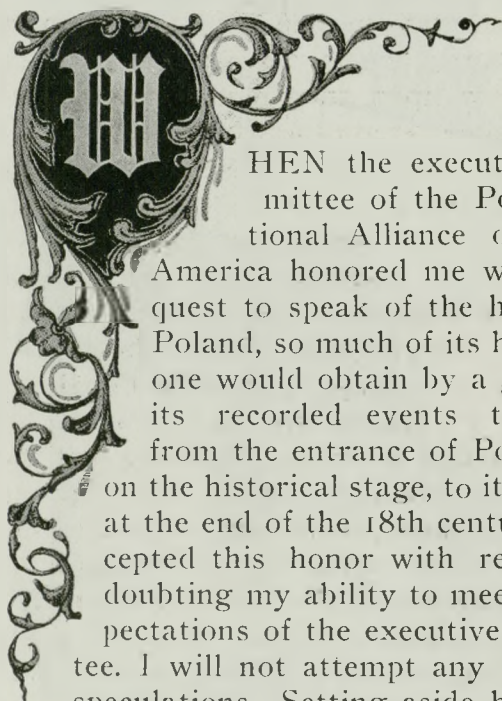 WHEN the execut
mittee of the Po
tional Alliance
America honored me w
quest to speak of the h
Poland, so much of its h
one would obtain by a
its recorded events t
from the entrance of Po
on the historical stage, to it
at the end of the 18th centu
cepted this honor with re
doubting my ability to mee
pectations of the executive
tee. I will not attempt any
speculations. Setting aside h